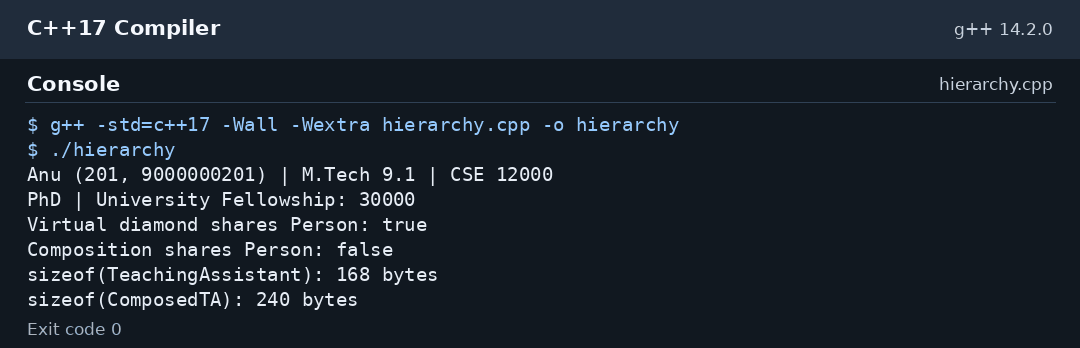 C++17 Compiler
g++ 14.2.0
Console
hierarchy.cpp
$ g++ -std=c++17 -Wall -Wextra hierarchy.cpp -o hierarchy
$ ./hierarchy
Anu (201, 9000000201) | M.Tech 9.1 | CSE 12000
PhD | University Fellowship: 30000
Virtual diamond shares Person: true
Composition shares Person: false
sizeof(TeachingAssistant): 168 bytes
sizeof(ComposedTA): 240 bytes
Exit code 0